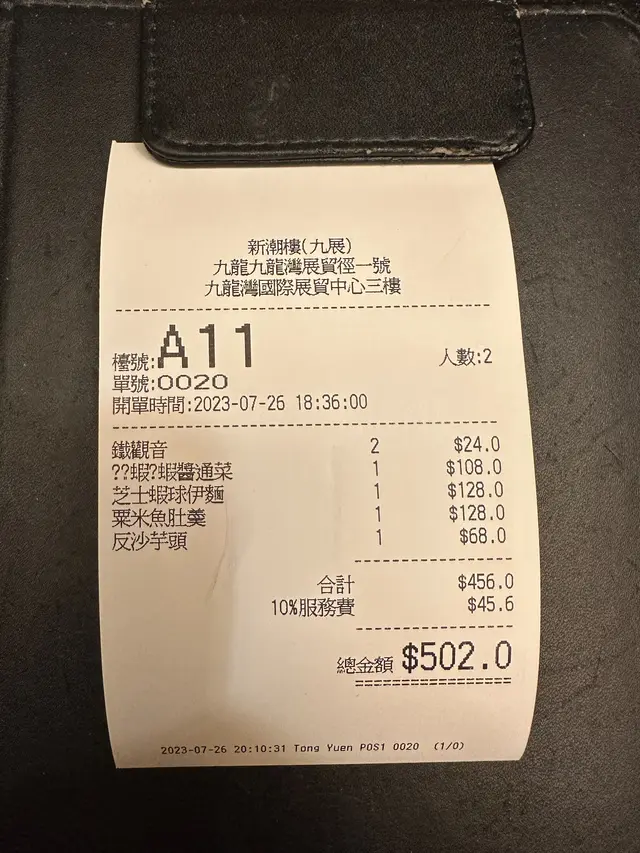 新潮樓(九展)
九龍九龍灣展貿徑一號
九龍灣國際展貿中心三樓
檯號:A11 人數:2
單號:0020
開單時間:2023-07-26 18:36:00
鐵觀音 2 $24.0
??蝦?蝦醬通菜 1 $108.0
芝士蝦球伊麵 1 $128.0
粟米魚肚羹 1 $128.0
反沙芋頭 1 $68.0
合計 $456.0
10%服務費 $45.6
總金額 $502.0
2023-07-26 20:10:31 Tong Yuen POS1 0020 (1/0)